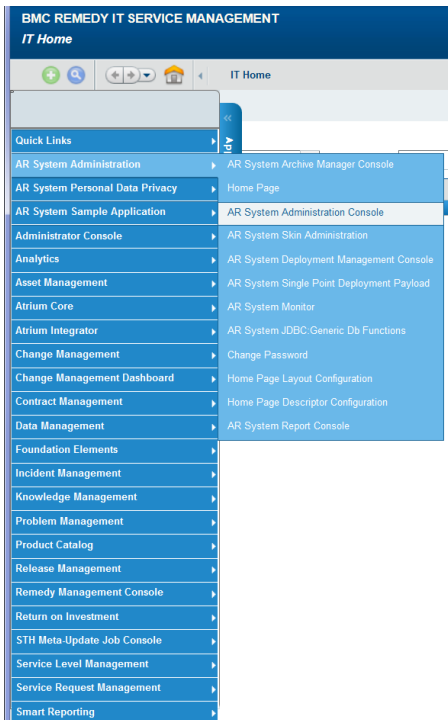 BMC REMEDY IT SERVICE MANAGEMENT
IT Home
IT Home
Quick Links
AR System Administration
AR System Personal Data Privacy
AR System Sample Application
Administrator Console
Analytics
Asset Management
Atrium Core
Atrium Integrator
Change Management
Change Management Dashboard
Contract Management
Data Management
Foundation Elements
Incident Management
Knowledge Management
Problem Management
Product Catalog
Release Management
Remedy Management Console
Return on Investment
STH Meta-Update Job Console
Service Level Management
Service Request Management
Smart Reporting
AR System Archive Manager Console
Home Page
AR System Administration Console
AR System Skin Administration
AR System Deployment Management Console
AR System Single Point Deployment Payload
AR System Monitor
AR System JDBC:Generic Db Functions
Change Password
Home Page Layout Configuration
Home Page Descriptor Configuration
AR System Report Console